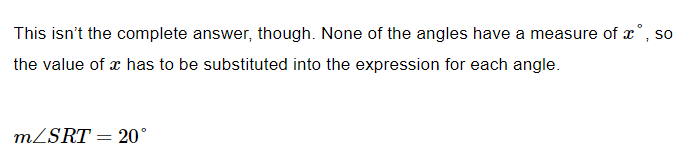 This isn't the complete answer, though. None of the angles have a measure of x°, so
the value of x has to be substituted into the expression for each angle.
m∠SRT = 20°